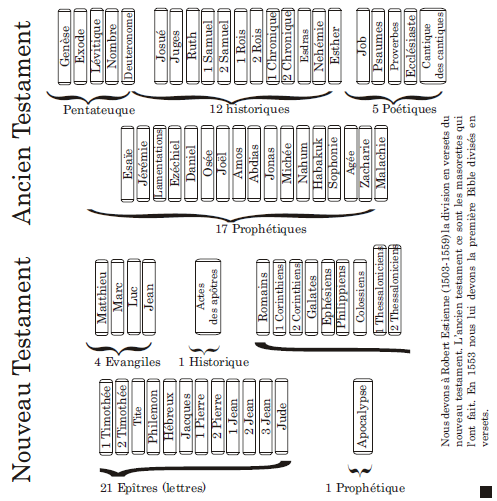 Ancien Testament
Genèse
Exode
Lévitique
Nombre
Deuteronome
Josué
Juges
Ruth
1 Samuel
2 Samuel
1 Rois
2 Rois
1 Chronique
2 Chronique
Esdras
Nehémie
Esther
Job
Psaumes
Proverbes
Ecclésiaste
Cantique
des cantiques
Pentateuque
12 historiques
5 Poétiques
Esaïe
Jérémie
Lamentations
Ezéchiel
Daniel
Osée
Joël
Amos
Abdias
Jonas
Michée
Nahum
Habakuk
Sophonie
Agée
Zacharie
Malachie
17 Prophétiques
Nouveau Testament
Matthieu
Marc
Luc
Jean
Actes
des apôtres
Romains
1 Corinthiens
2 Corinthiens
Galates
Ephésiens
Philippiens
Colossiens
1 Thessaloniciens
2 Thessaloniciens
4 Evangiles
1 Historique
1 Timothée
2 Timothée
Tite
Philemon
Hébreux
Jacques
1 Pierre
2 Pierre
1 Jean
2 Jean
3 Jean
Jude
Apocalypse
21 Epîtres (lettres)
1 Prophétique
Nous devons à Robert Estienne (1503-1559) la division en versets du
nouveau testament. L'ancien testament ce sont les masorettes qui
l'ont fait. En 1553 nous lui devons la première Bible divisés en
versets.